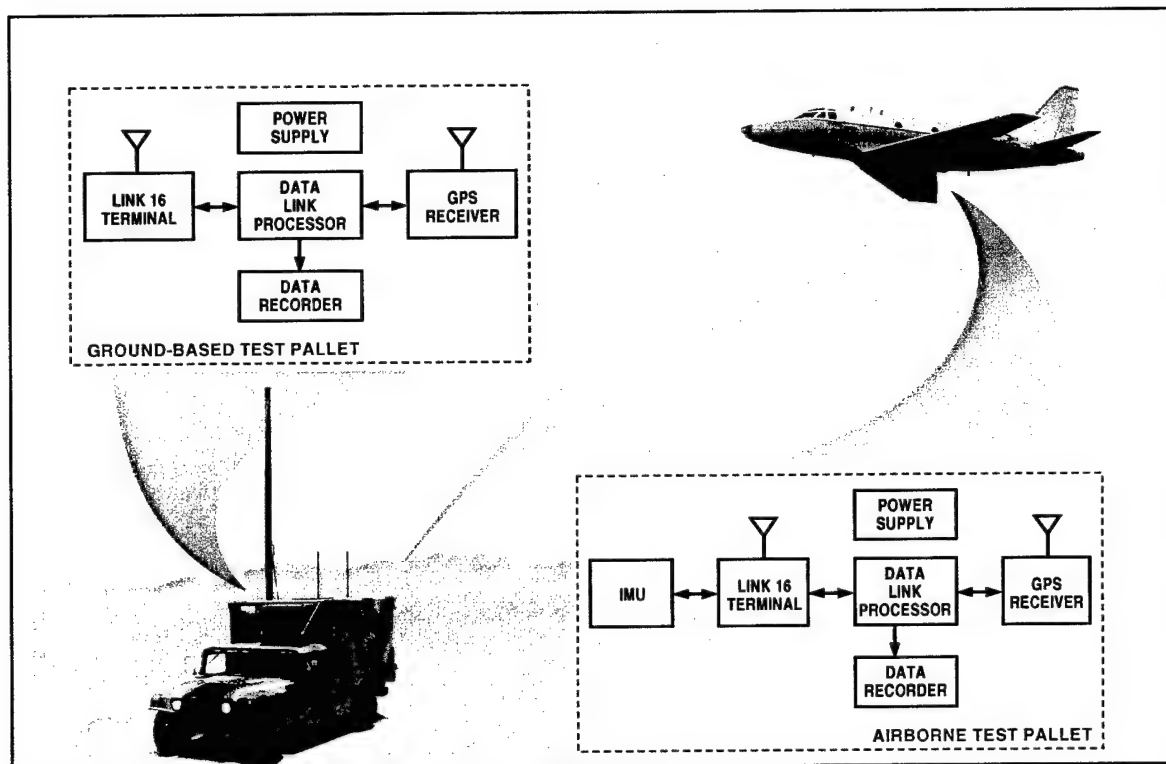 POWER
SUPPLY
LINK 16
TERMINAL
DATA
LINK
PROCESSOR
GPS
RECEIVER
DATA
RECORDER
GROUND-BASED TEST PALLET
POWER
SUPPLY
IMU
LINK 16
TERMINAL
DATA
LINK
PROCESSOR
GPS
RECEIVER
DATA
RECORDER
AIRBORNE TEST PALLET